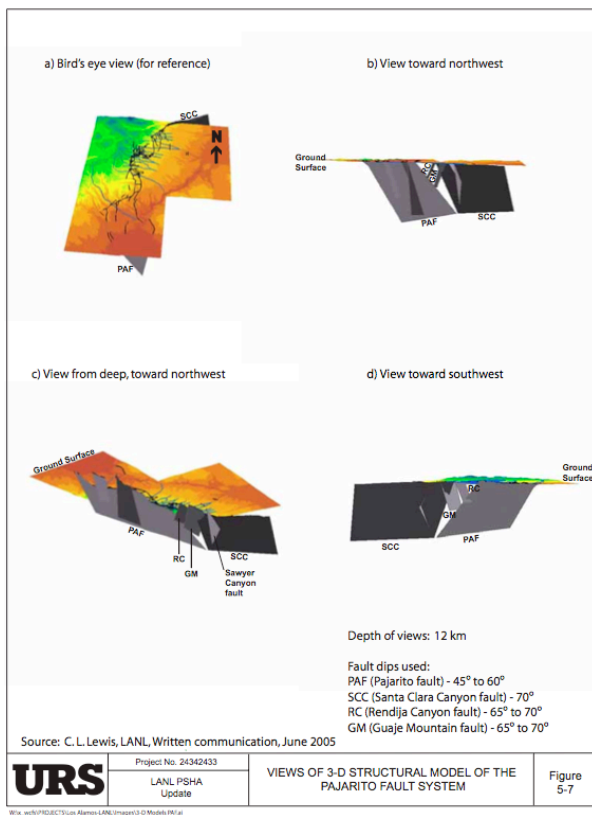 a) Bird's eye view (for reference)
SCC
N
PAF
b) View toward northwest
Ground
Surface
RC
GM
PAF
SCC
c) View from deep, toward northwest
Ground Surface
PAF
RC
GM
SCC
Sawyer
Canyon
fault
d) View toward southwest
Ground
Surface
RC
GM
SCC
PAF
Depth of views: 12 km
Fault dips used:
PAF (Pajarito fault) - 45° to 60°
SCC (Santa Clara Canyon fault) - 70°
RC (Rendija Canyon fault) - 65° to 70°
GM (Guaje Mountain fault) - 65° to 70°
Source: C. L. Lewis, LANL, Written communication, June 2005
URS
Project No. 24342433
LANL PSHA
Update
VIEWS OF 3-D STRUCTURAL MODEL OF THE
PAJARITO FAULT SYSTEM
Figure
5-7